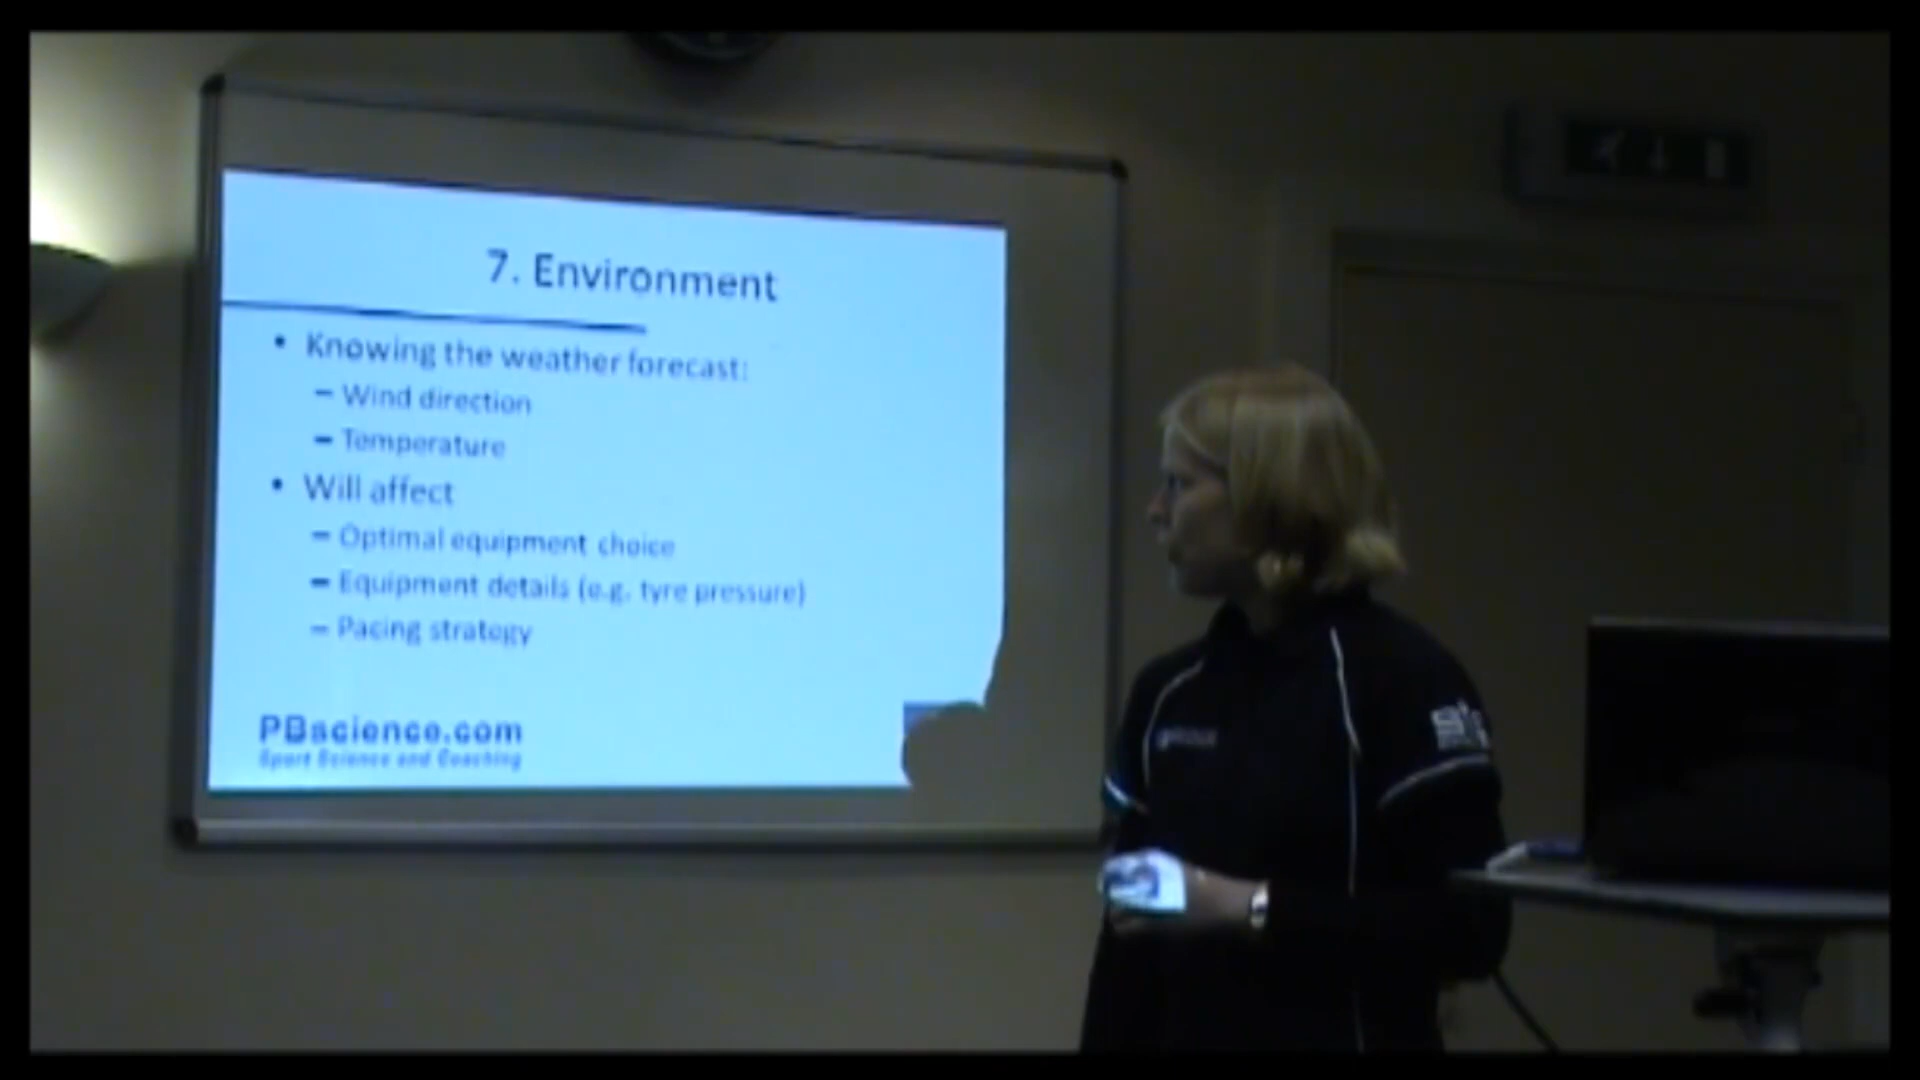 7. Environment
• Knowing the weather forecast:
– Wind direction
– Temperature
• Will affect
– Optimal equipment choice
– Equipment details (e.g. tyre pressure)
– Pacing strategy
PBscience.com
Sport Science and Coaching